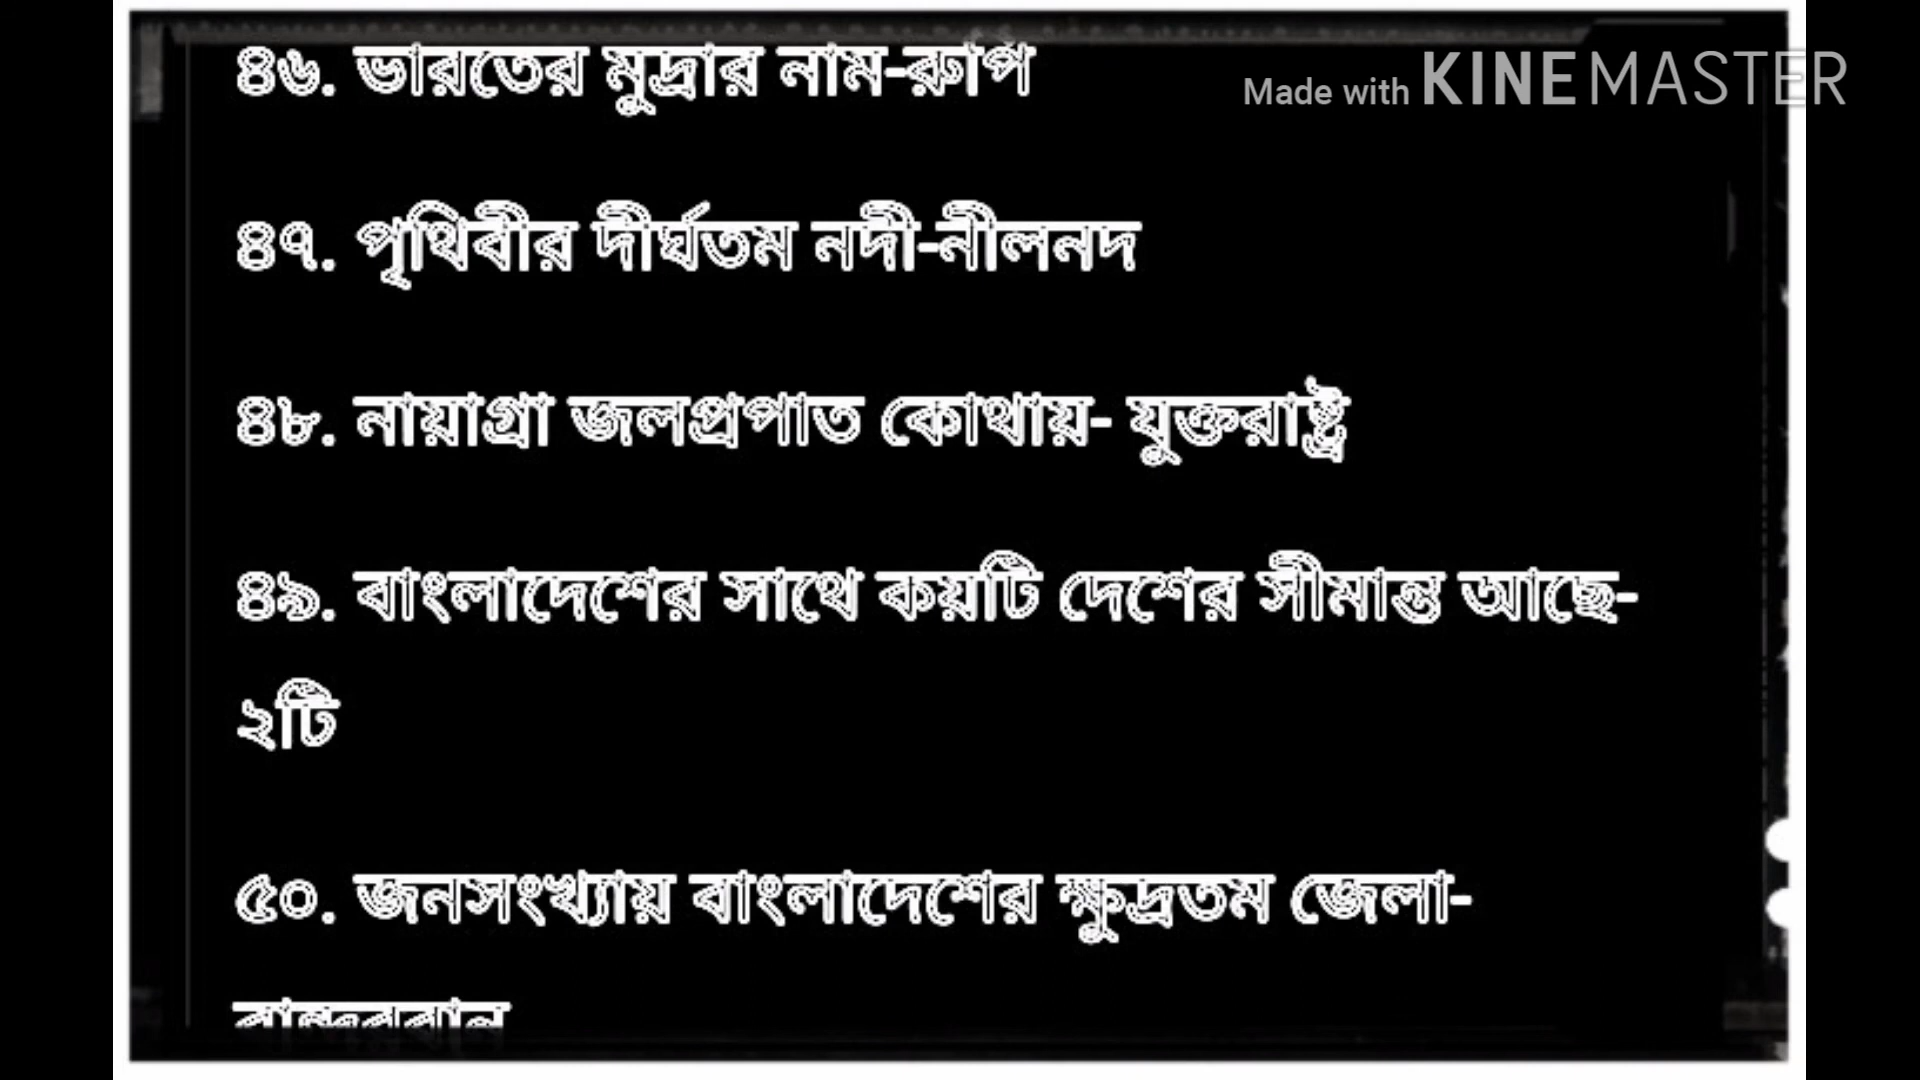 ৪৬. ভারতের মুদ্রার নাম-রুাপ
Made with KINEMASTER
৪৭. পৃথিবীর দীর্ঘতম নদী-নীলনদ
৪৮. নায়াগ্রা জলপ্রপাত কোথায়- যুক্তরাষ্ট্র
৪৯. বাংলাদেশের সাথে কয়টি দেশের সীমান্ত আছে-
২টি
৫০. জনসংখ্যায় বাংলাদেশের ক্ষুদ্রতম জেলা-
বান্দরবান